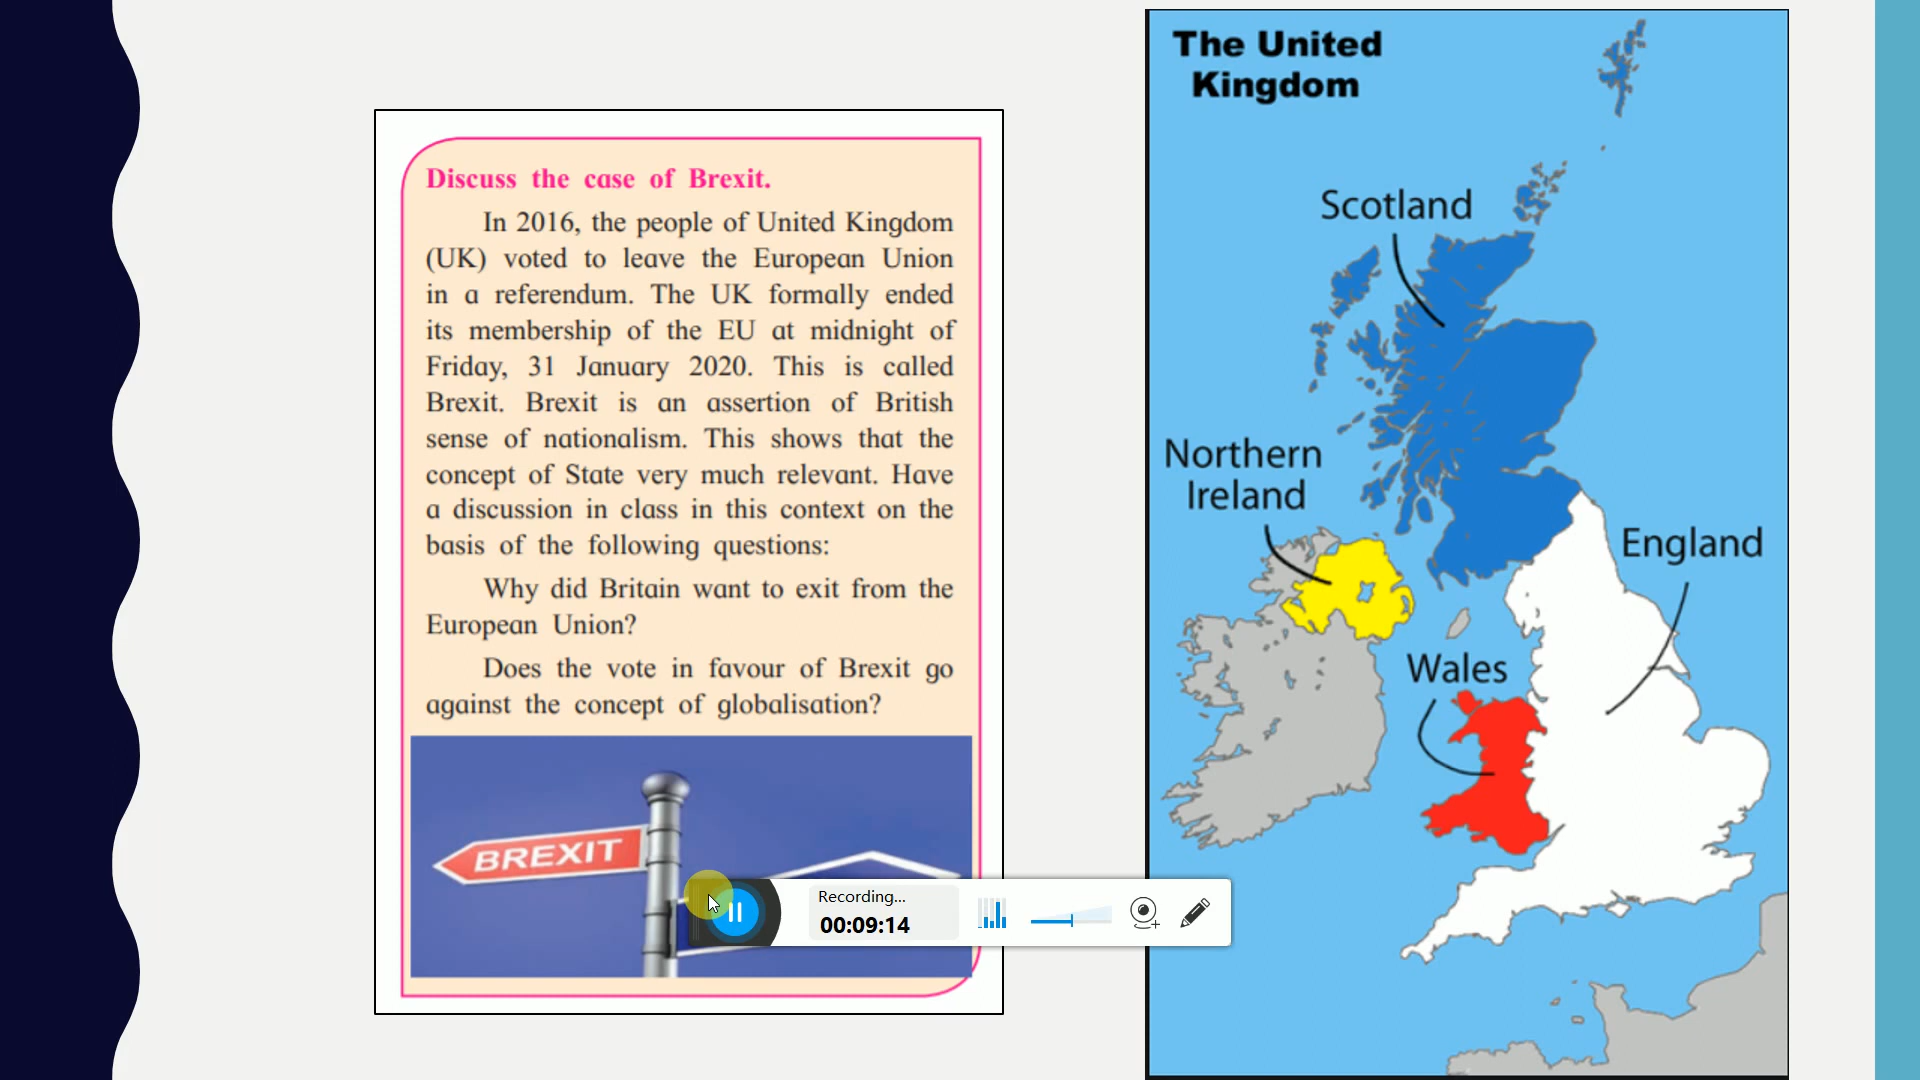 Discuss the case of Brexit.
In 2016, the people of United Kingdom
(UK) voted to leave the European Union
in a referendum. The UK formally ended
its membership of the EU at midnight of
Friday, 31 January 2020. This is called
Brexit. Brexit is an assertion of British
sense of nationalism. This shows that the
concept of State very much relevant. Have
a discussion in class in this context on the
basis of the following questions:
Why did Britain want to exit from the
European Union?
Does the vote in favour of Brexit go
against the concept of globalisation?
BREXIT
Recording...
00:09:14
The United
Kingdom
Scotland
Northern
Ireland
England
Wales